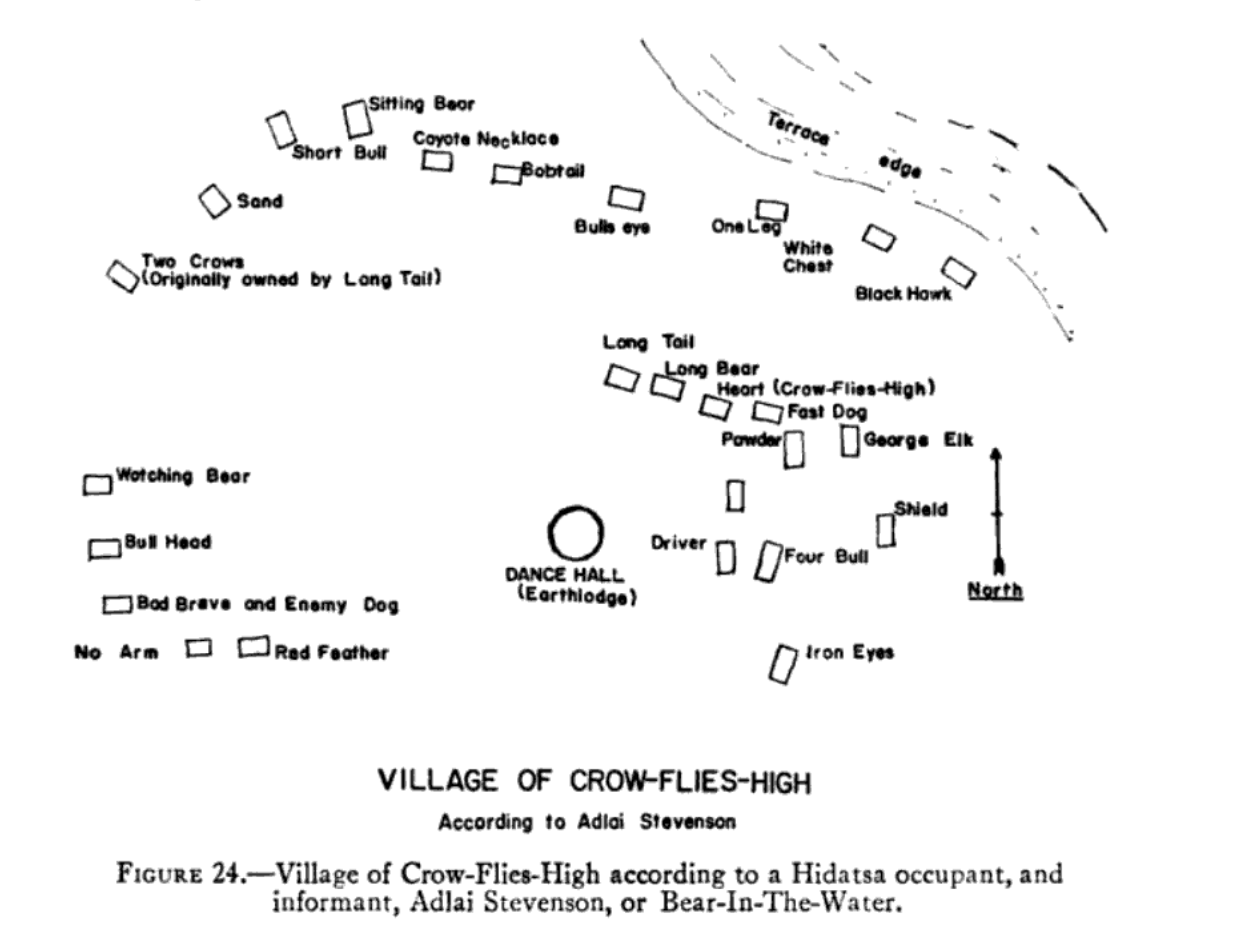 Sitting Bear
Coyote Necklace
Short Bull
Bobtail
Terrace
edge
Sand
Bulls eye
One Leg
White
Chest
Two Crows
(Originally owned by Long Tail)
Black Hawk
Long Tail
Long Bear
Heart (Crow-Flies-High)
Fast Dog
Powder
George Elk
Watching Bear
Shield
Bull Head
Driver
Four Bull
DANCE HALL
(Earthlodge)
North
Bad Brave and Enemy Dog
No Arm
Red Feather
Iron Eyes
VILLAGE OF CROW-FLIES-HIGH
According to Adlai Stevenson
FIGURE 24.—Village of Crow-Flies-High according to a Hidatsa occupant, and
informant, Adlai Stevenson, or Bear-In-The-Water.